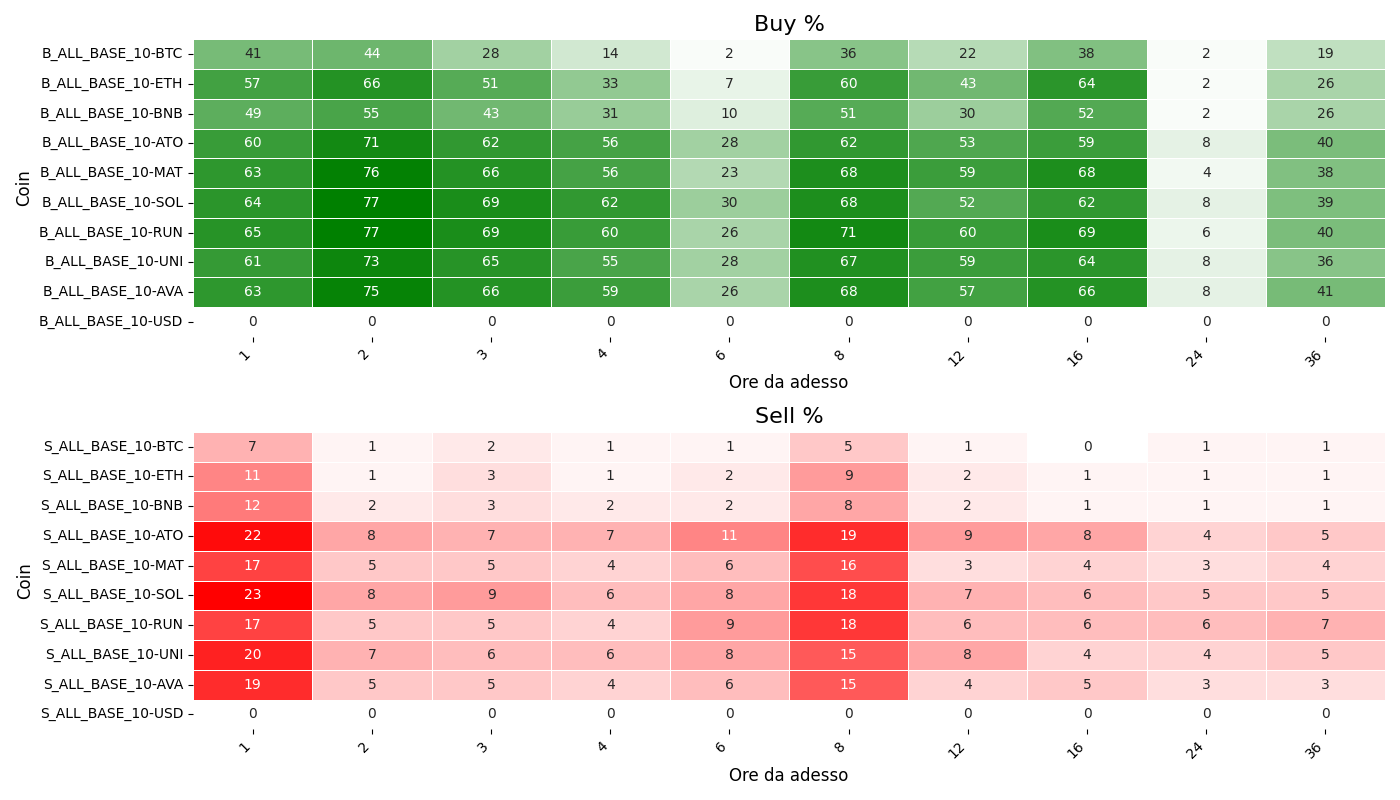 Buy %
Coin
B_ALL_BASE_10-BTC 41 44 28 14 2 36 22 38 2 19
B_ALL_BASE_10-ETH 57 66 51 33 7 60 43 64 2 26
B_ALL_BASE_10-BNB 49 55 43 31 10 51 30 52 2 26
B_ALL_BASE_10-ATO 60 71 62 56 28 62 53 59 8 40
B_ALL_BASE_10-MAT 63 76 66 56 23 68 59 68 4 38
B_ALL_BASE_10-SOL 64 77 69 62 30 68 52 62 8 39
B_ALL_BASE_10-RUN 65 77 69 60 26 71 60 69 6 40
B_ALL_BASE_10-UNI 61 73 65 55 28 67 59 64 8 36
B_ALL_BASE_10-AVA 63 75 66 59 26 68 57 66 8 41
B_ALL_BASE_10-USD 0 0 0 0 0 0 0 0 0 0
1 2 3 4 6 8 12 16 24 36
Ore da adesso
Sell %
Coin
S_ALL_BASE_10-BTC 7 1 2 1 1 5 1 0 1 1
S_ALL_BASE_10-ETH 11 1 3 1 2 9 2 1 1 1
S_ALL_BASE_10-BNB 12 2 3 2 2 8 2 1 1 1
S_ALL_BASE_10-ATO 22 8 7 7 11 19 9 8 4 5
S_ALL_BASE_10-MAT 17 5 5 4 6 16 3 4 3 4
S_ALL_BASE_10-SOL 23 8 9 6 8 18 7 6 5 5
S_ALL_BASE_10-RUN 17 5 5 4 9 18 6 6 6 7
S_ALL_BASE_10-UNI 20 7 6 6 8 15 8 4 4 5
S_ALL_BASE_10-AVA 19 5 5 4 6 15 4 5 3 3
S_ALL_BASE_10-USD 0 0 0 0 0 0 0 0 0 0
1 2 3 4 6 8 12 16 24 36
Ore da adesso